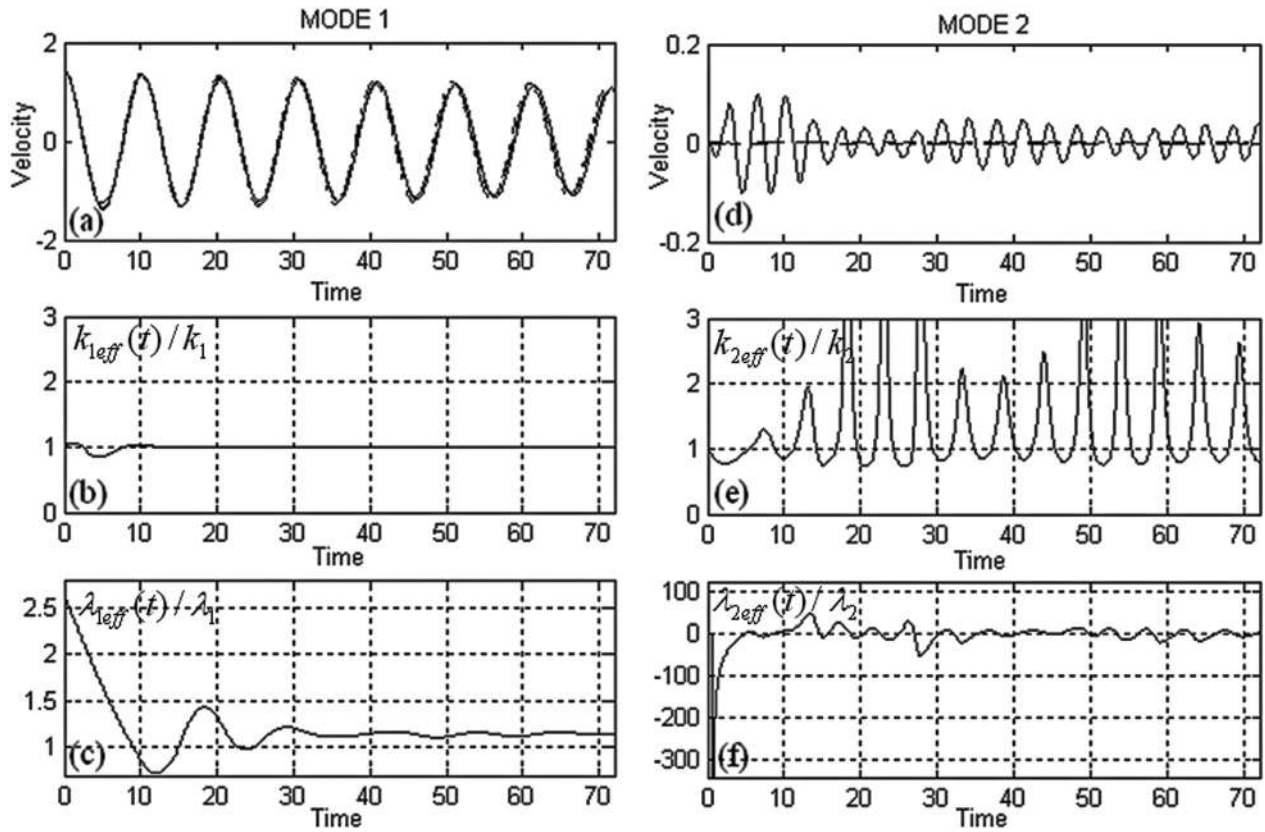 MODE 1
2
0
-2
Velocity
(a)
0 10 20 30 40 50 60 70
Time
3
2
1
0
k1eff(t)/k1
(b)
0 10 20 30 40 50 60 70
Time
2.5
2
1.5
1
λ1eff(t)/λ1
(c)
0 10 20 30 40 50 60 70
Time
MODE 2
0.2
0
-0.2
Velocity
(d)
0 10 20 30 40 50 60 70
Time
3
2
1
0
k2eff(t)/k2
(e)
0 10 20 30 40 50 60 70
Time
100
0
-100
-200
-300
λ2eff(t)/λ2
(f)
0 10 20 30 40 50 60 70
Time